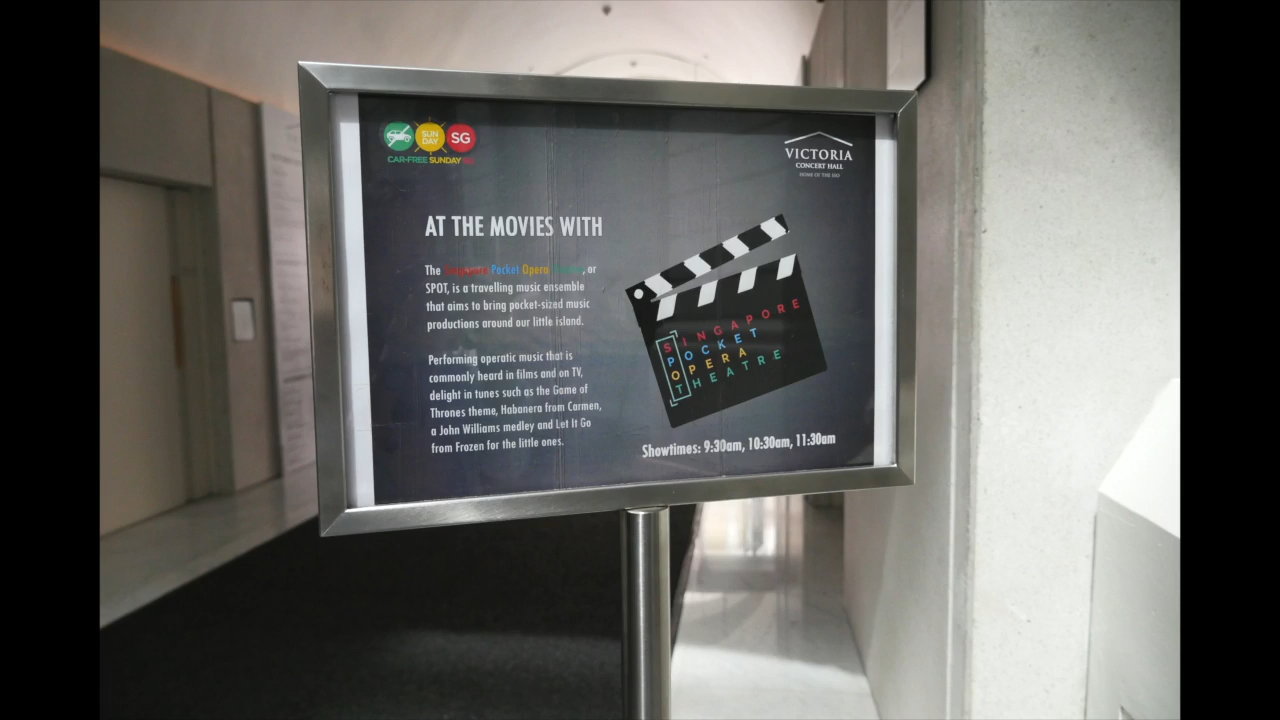 SUN
DAY
SG
CAR-FREE SUNDAY SG
VICTORIA
CONCERT HALL
HOME OF THE SSO
AT THE MOVIES WITH
The Singapore Pocket Opera Theatre, or
SPOT, is a travelling music ensemble
that aims to bring pocket-sized music
productions around our little island.
Performing operatic music that is
commonly heard in films and on TV,
delight in tunes such as the Game of
Thrones theme, Habanera from Carmen,
a John Williams medley and Let It Go
from Frozen for the little ones.
SINGAPORE
POCKET
OPERA
THEATRE
Showtimes: 9:30am, 10:30am, 11:30am